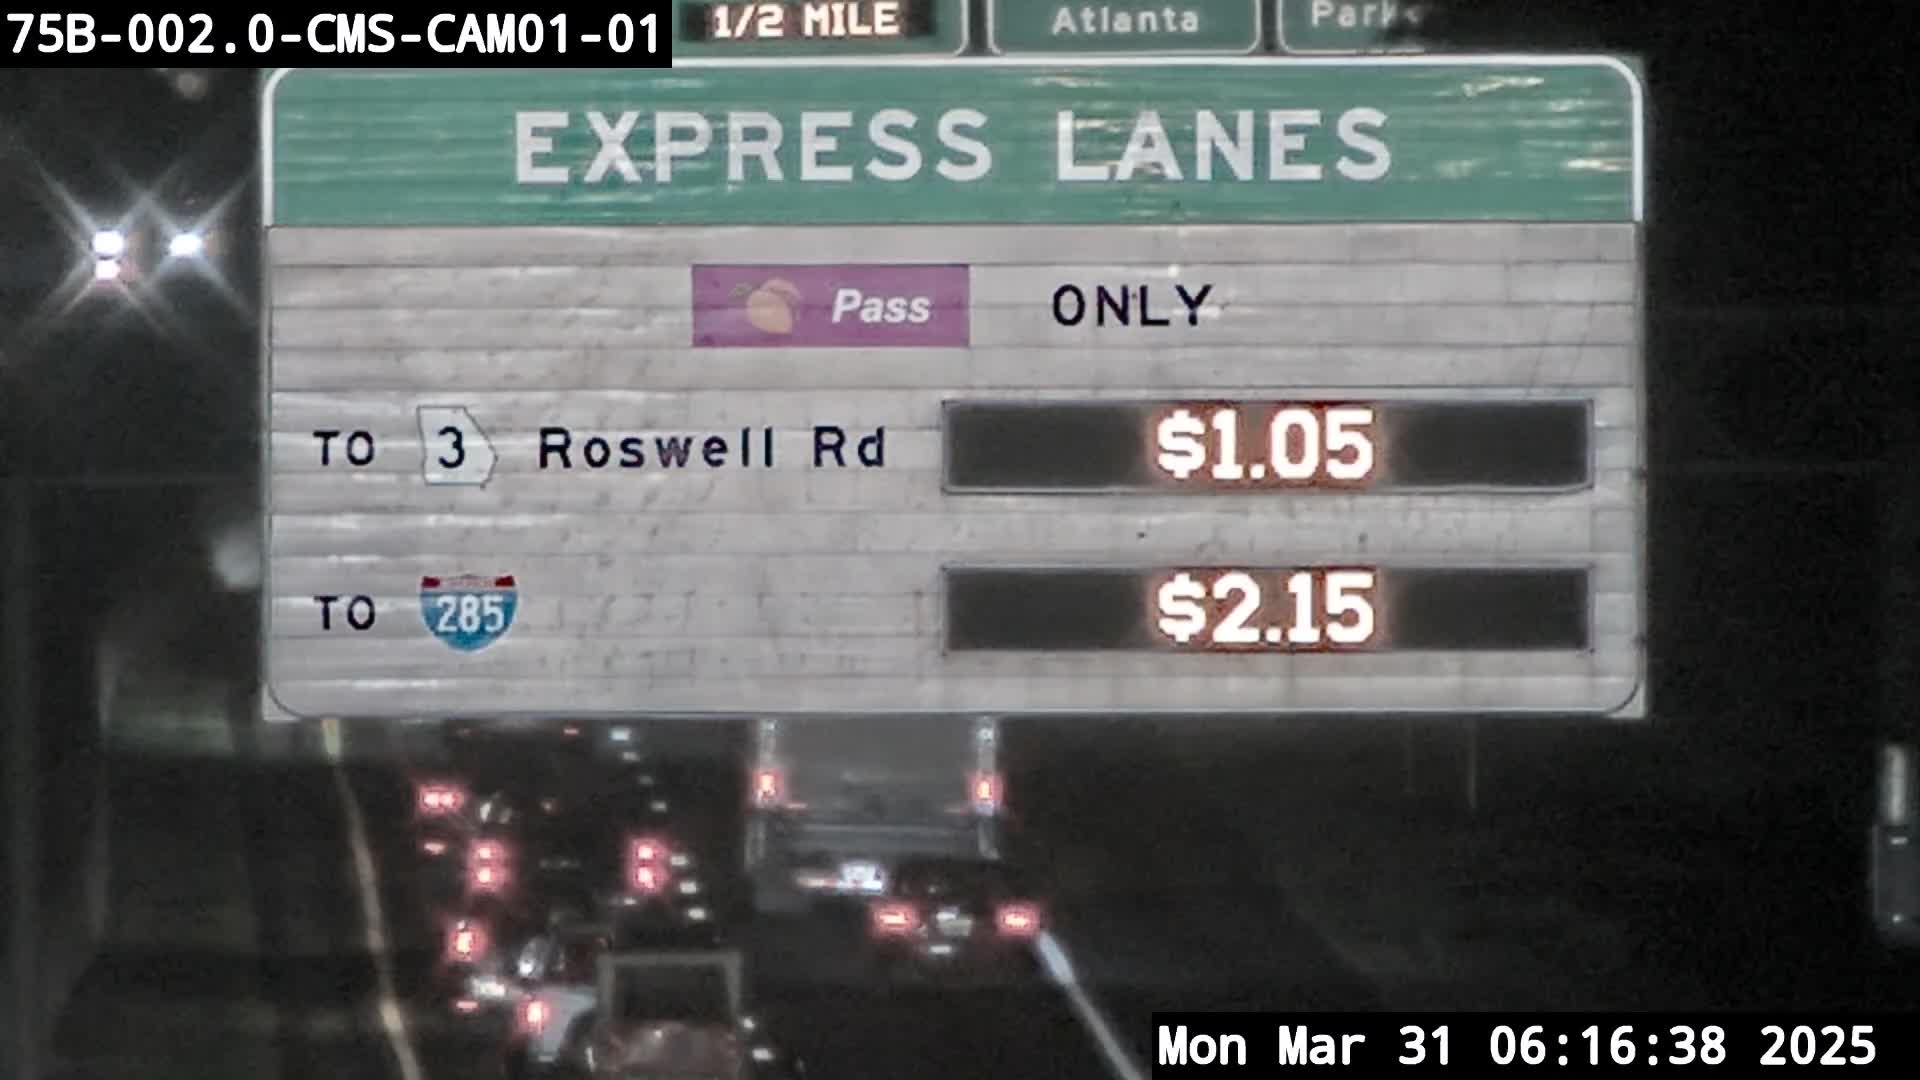 75B-002.0-CMS-CAM01-01
1/2 MILE
Atlanta
Park
EXPRESS LANES
Pass ONLY
TO 3 Roswell Rd $1.05
TO 285 $2.15
Mon Mar 31 06:16:38 2025